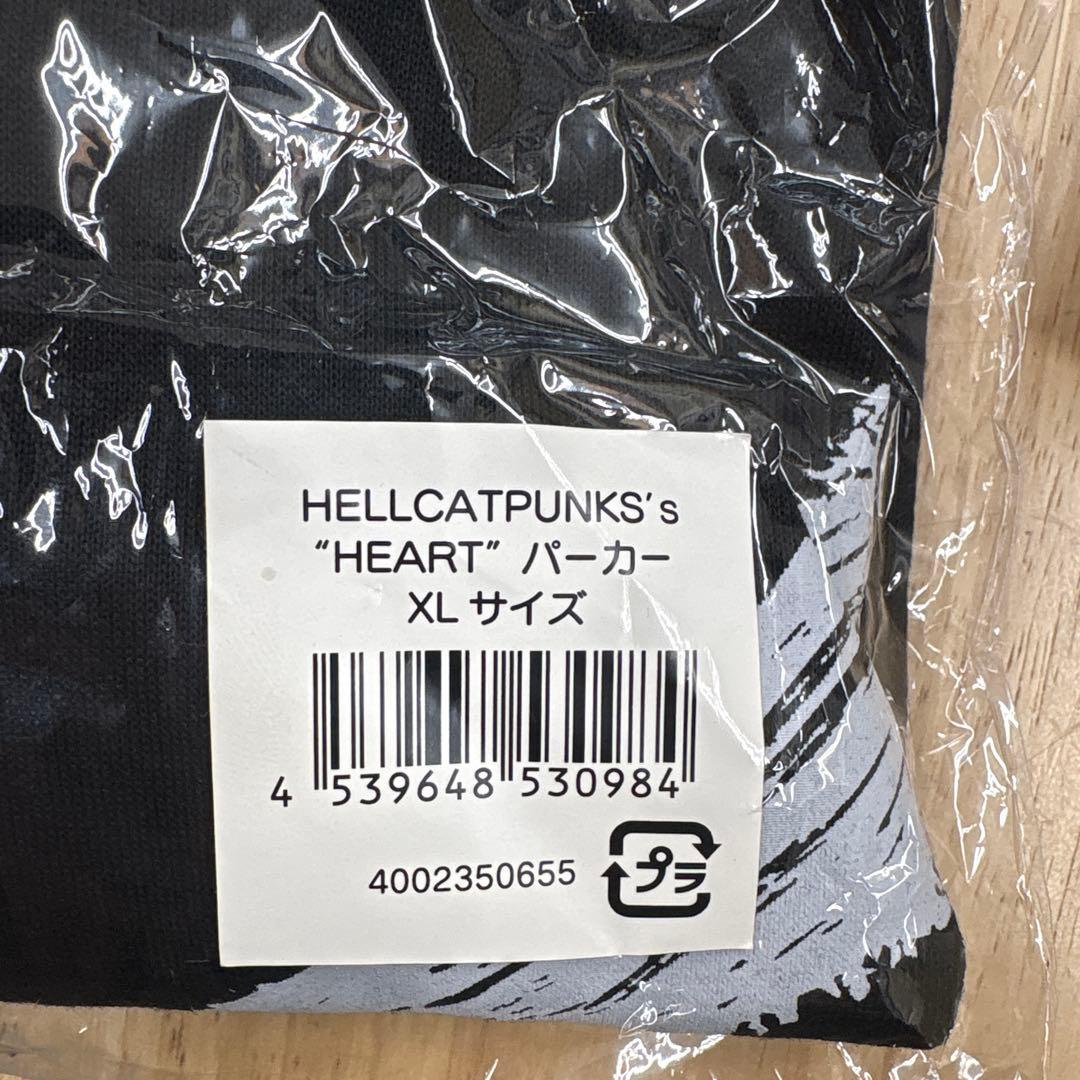 HELLCATPUNKS's
"HEART" パーカー
XL サイズ
4 539648 530984
4002350655
プラ